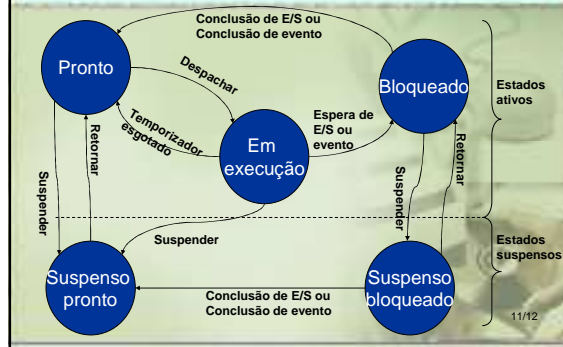 Conclusão de E/S ou
Conclusão de evento
Pronto
Despachar
Bloqueado
Estados
ativos
Temporizador
esgotado
Espera de
E/S ou
evento
Em
execução
Retornar
Retornar
Suspender
Suspender
Suspender
Estados
suspensos
Suspenso
pronto
Suspenso
bloqueado
Conclusão de E/S ou
Conclusão de evento
11/12